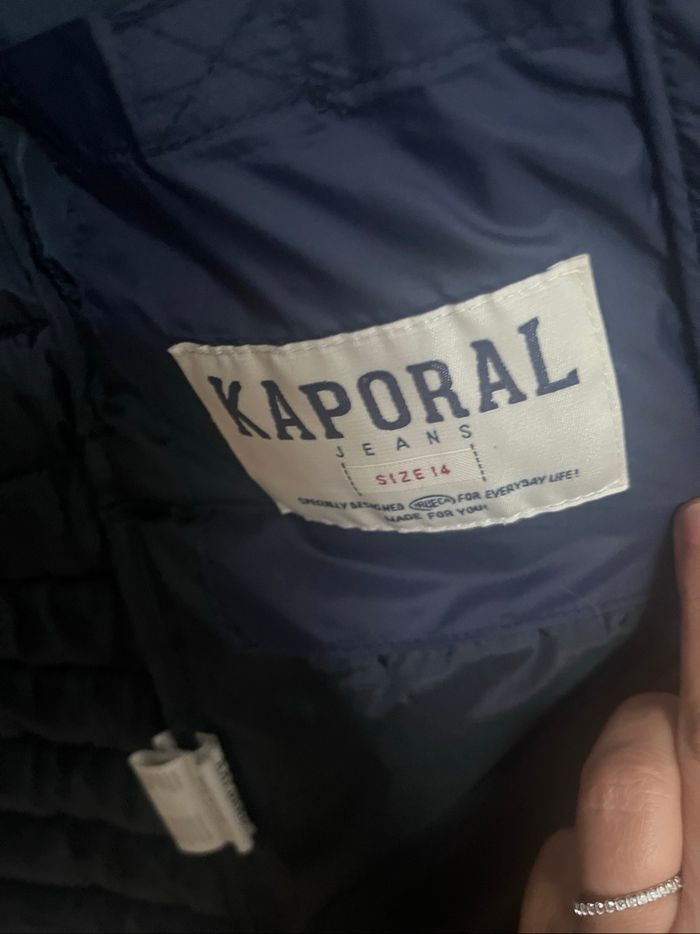 KAPORAL
JEANS
SIZE 14
SPECIALLY DESIGNED FOR EVERYDAY LIFE!
MADE FOR YOU!